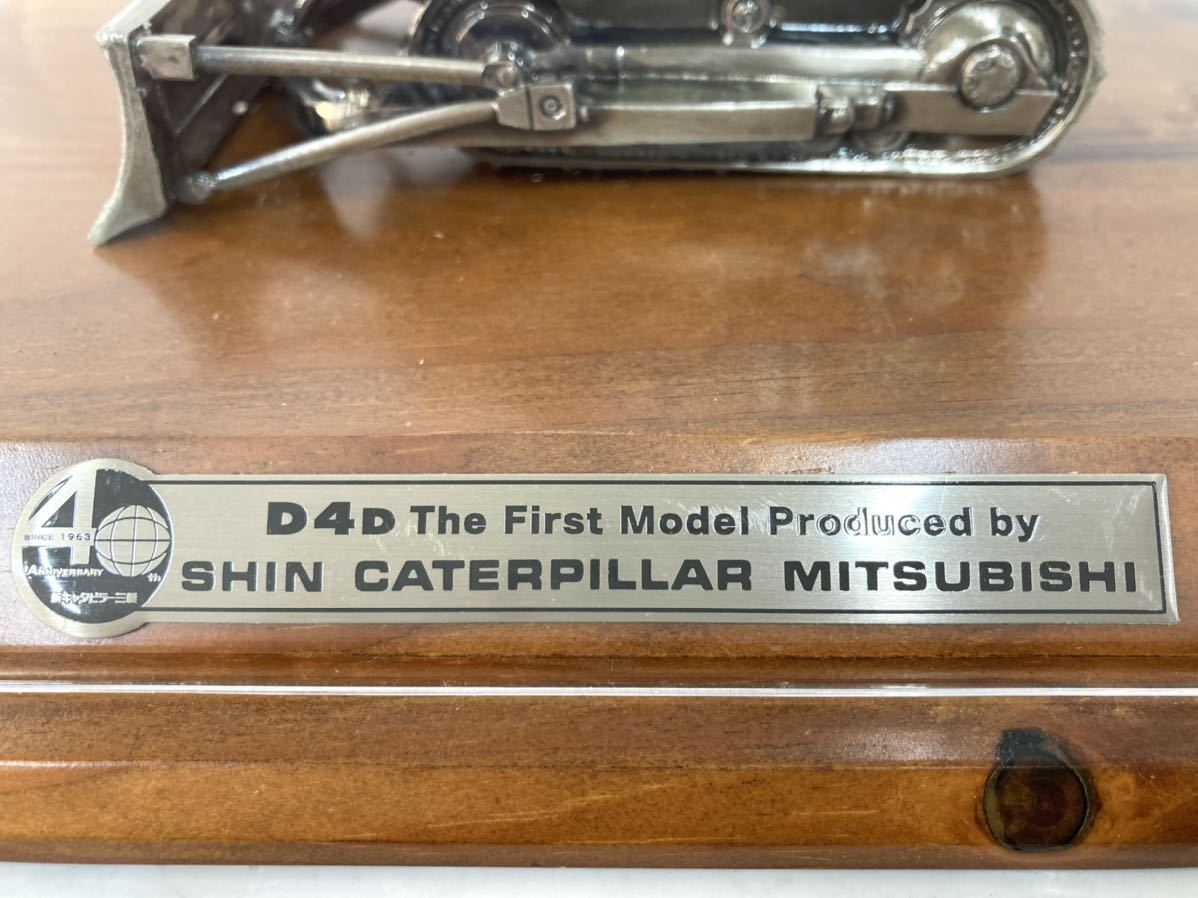 40th
SINCE 1963
ANNIVERSARY
新キャタピラー三菱
D4D The First Model Produced by
SHIN CATERPILLAR MITSUBISHI